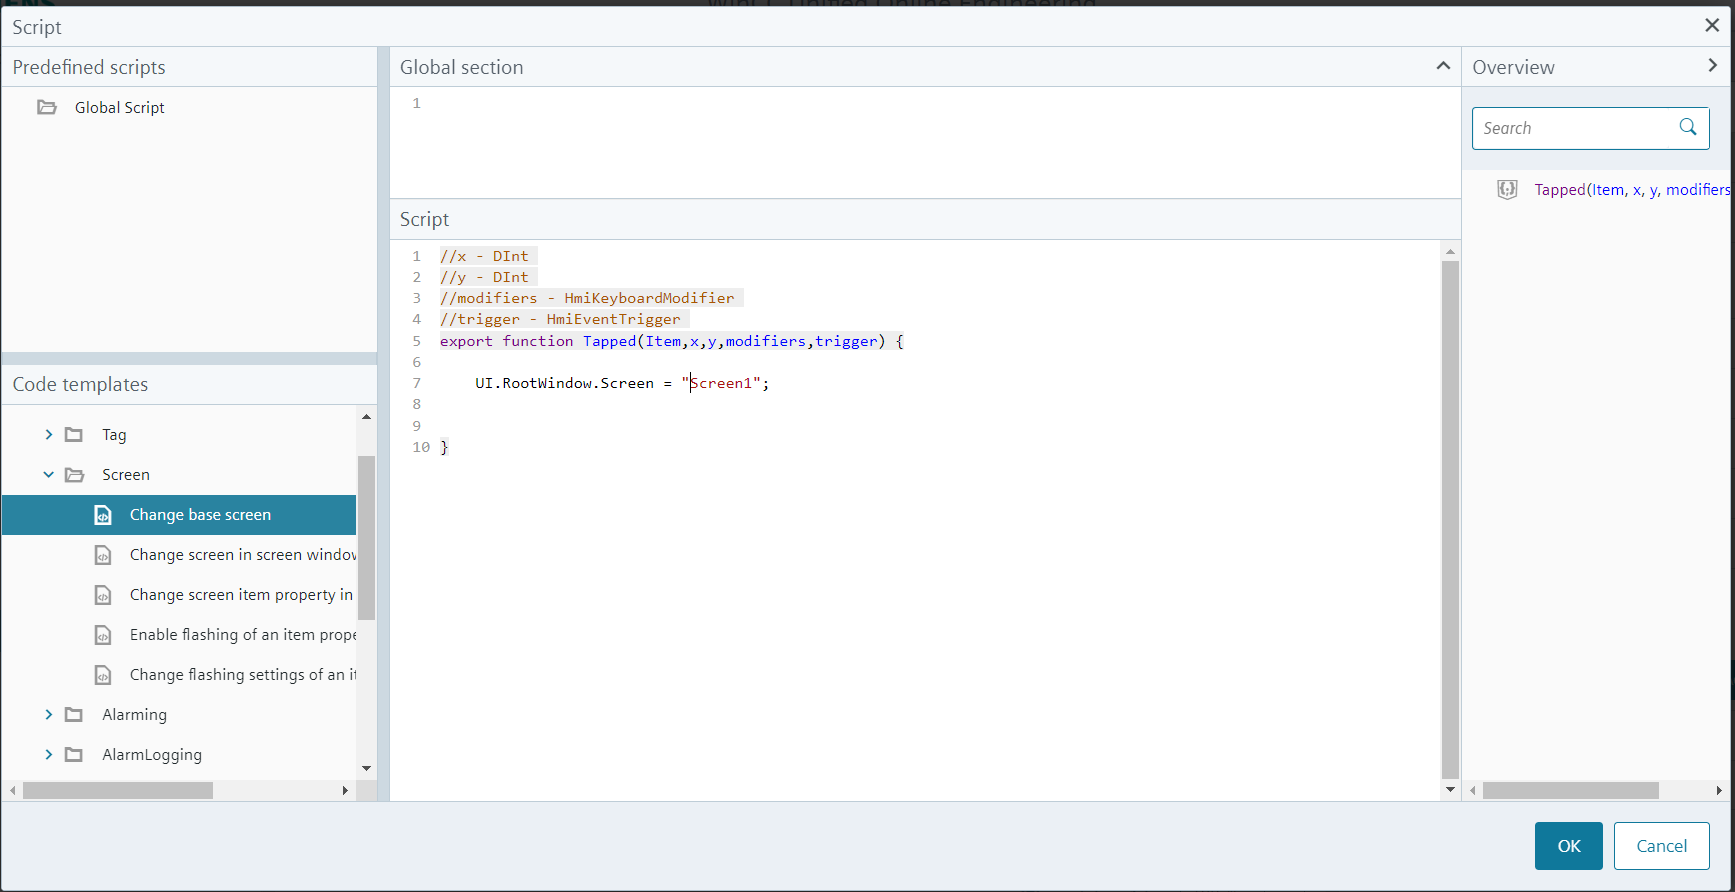 Script
Predefined scripts
Global Script
Code templates
Tag
Screen
Change base screen
Change screen in screen window
Change screen item property in
Enable flashing of an item prope
Change flashing settings of an it
Alarming
AlarmLogging
Global section
1
Script
1 //x - DInt
2 //y - DInt
3 //modifiers - HmiKeyboardModifier
4 //trigger - HmiEventTrigger
5 export function Tapped(Item,x,y,modifiers,trigger) {
6
7 UI.RootWindow.Screen = "Screen1";
8
9
10 }
Overview
Search
Tapped(Item, x, y, modifiers
OK
Cancel